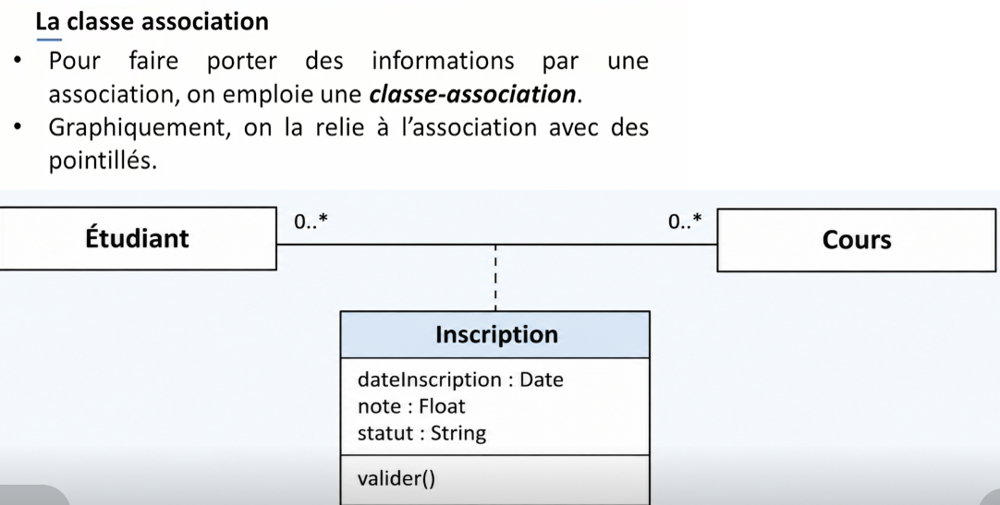 La classe association
• Pour faire porter des informations par une
association, on emploie une classe-association.
• Graphiquement, on la relie à l'association avec des
pointillés.
Étudiant
0..*
0..*
Cours
Inscription
dateInscription : Date
note : Float
statut : String
valider()